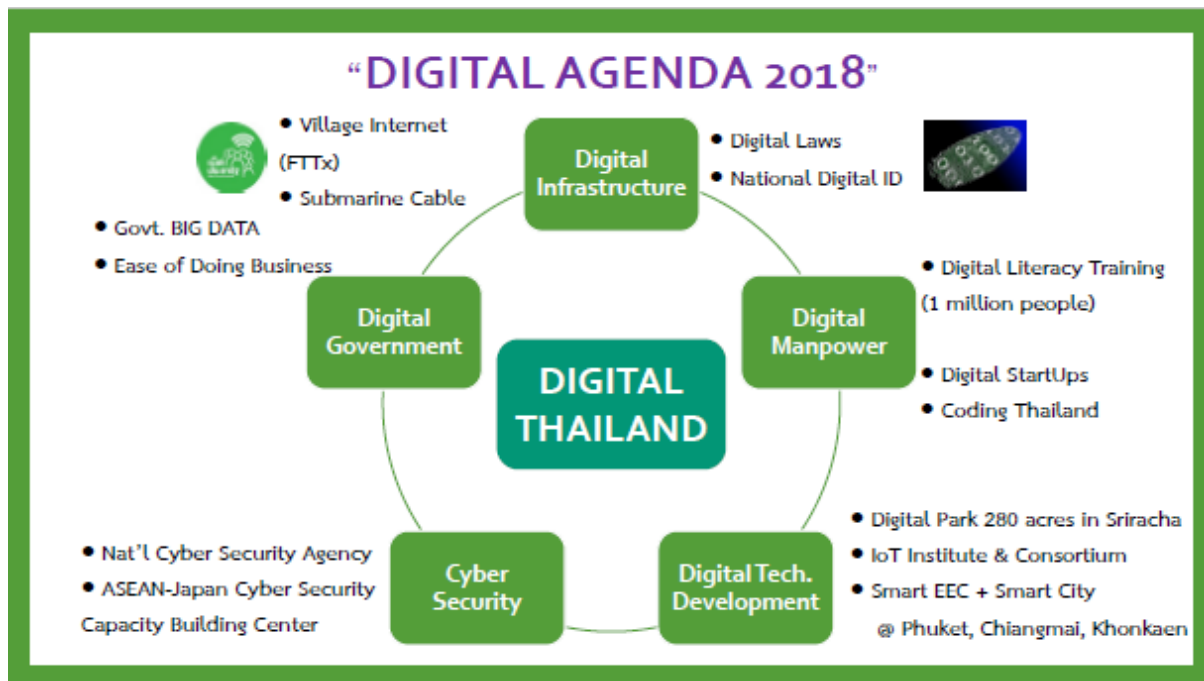 “DIGITAL AGENDA 2018”
● Village Internet
(FTTx)
● Submarine Cable
Digital
Infrastructure
● Digital Laws
● National Digital ID
● Govt. BIG DATA
● Ease of Doing Business
Digital
Government
Digital
Manpower
● Digital Literacy Training
(1 million people)
● Digital StartUps
● Coding Thailand
DIGITAL
THAILAND
● Nat’l Cyber Security Agency
● ASEAN-Japan Cyber Security
Capacity Building Center
Cyber
Security
Digital Tech.
Development
● Digital Park 280 acres in Sriracha
● IoT Institute & Consortium
● Smart EEC + Smart City
@ Phuket, Chiangmai, Khonkaen